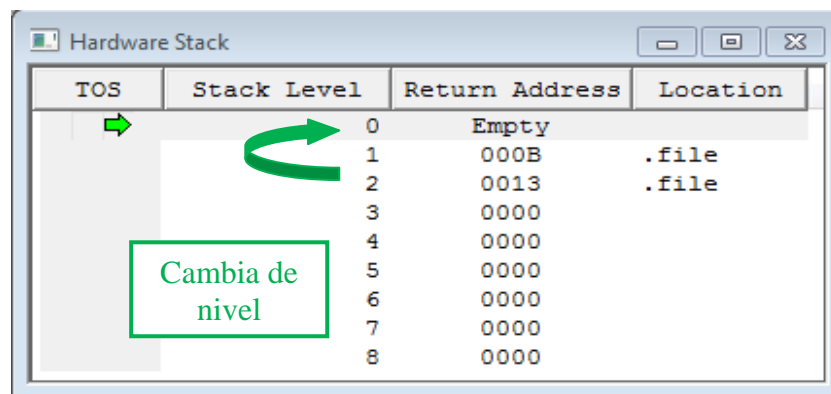 Hardware Stack
TOS Stack Level Return Address Location
0 Empty
1 000B .file
2 0013 .file
3 0000
4 0000
5 0000
6 0000
7 0000
8 0000
Cambia de
nivel